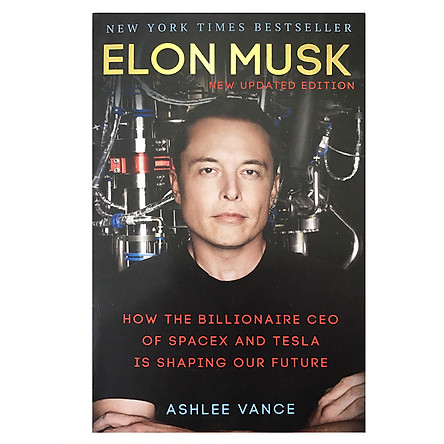 NEW YORK TIMES BESTSELLER
ELON MUSK
NEW UPDATED EDITION
HOW THE BILLIONAIRE CEO
OF SPACEX AND TESLA
IS SHAPING OUR FUTURE
ASHLEE VANCE